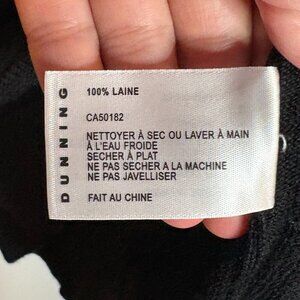 DUNNING
100% LAINE
CA50182
NETTOYER À SEC OU LAVER À MAIN
À L'EAU FROIDE
SECHER À PLAT
NE PAS SECHER A LA MACHINE
NE PAS JAVELLISER
FAIT AU CHINE